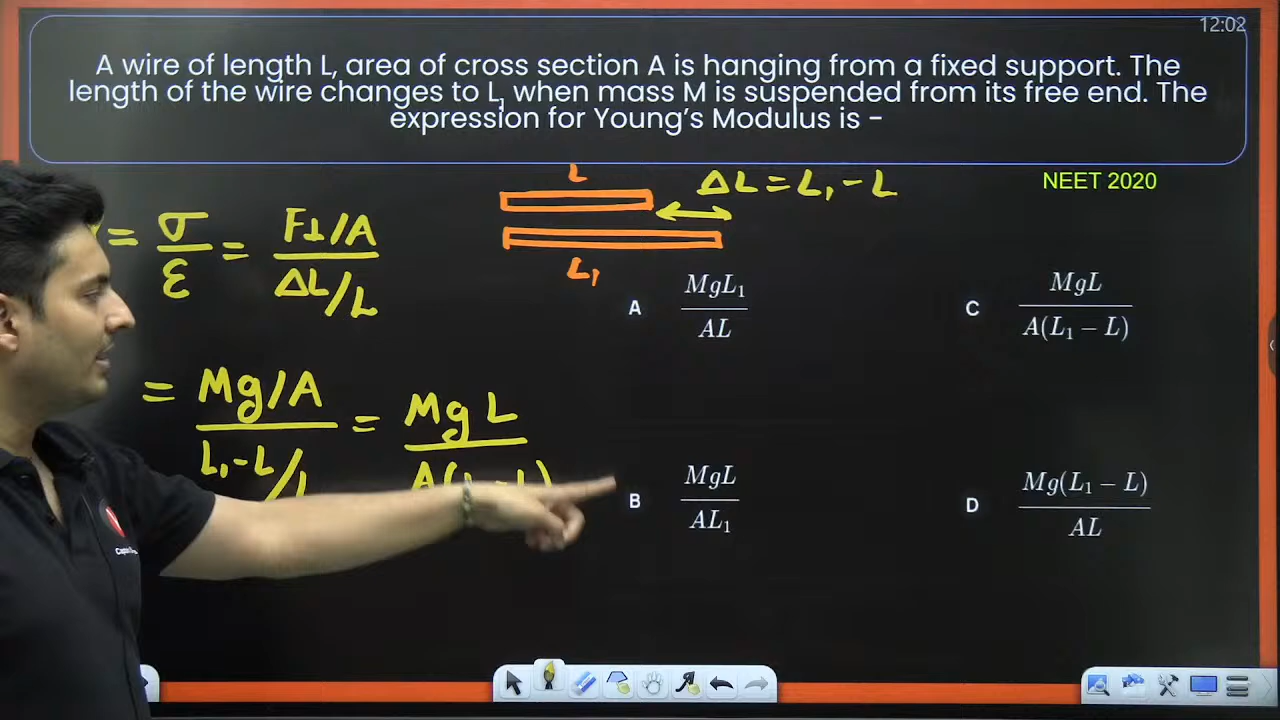 12:02
A wire of length L, area of cross section A is hanging from a fixed support. The
length of the wire changes to L₁ when mass M is suspended from its free end. The
expression for Young's Modulus is -
NEET 2020
L
ΔL = L₁ - L
L₁
= σ/ε = (F⊥/A)/(ΔL/L)
= (Mg/A)/(L₁-L/L) = MgL/A(L₁-L)
A MgL₁/AL
C MgL/A(L₁ − L)
B MgL/AL₁
D Mg(L₁ − L)/AL